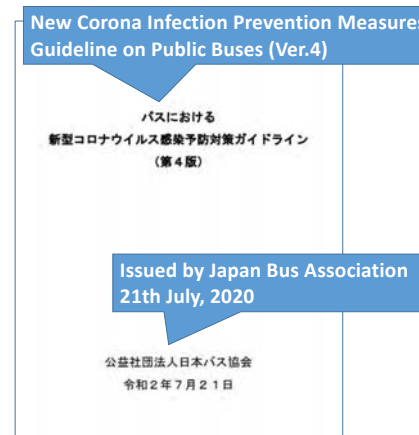 New Corona Infection Prevention Measures
Guideline on Public Buses (Ver.4)
バスにおける
新型コロナウイルス感染予防対策ガイドライン
（第４版）
Issued by Japan Bus Association
21th July, 2020
公益社団法人日本バス協会
令和２年７月２１日